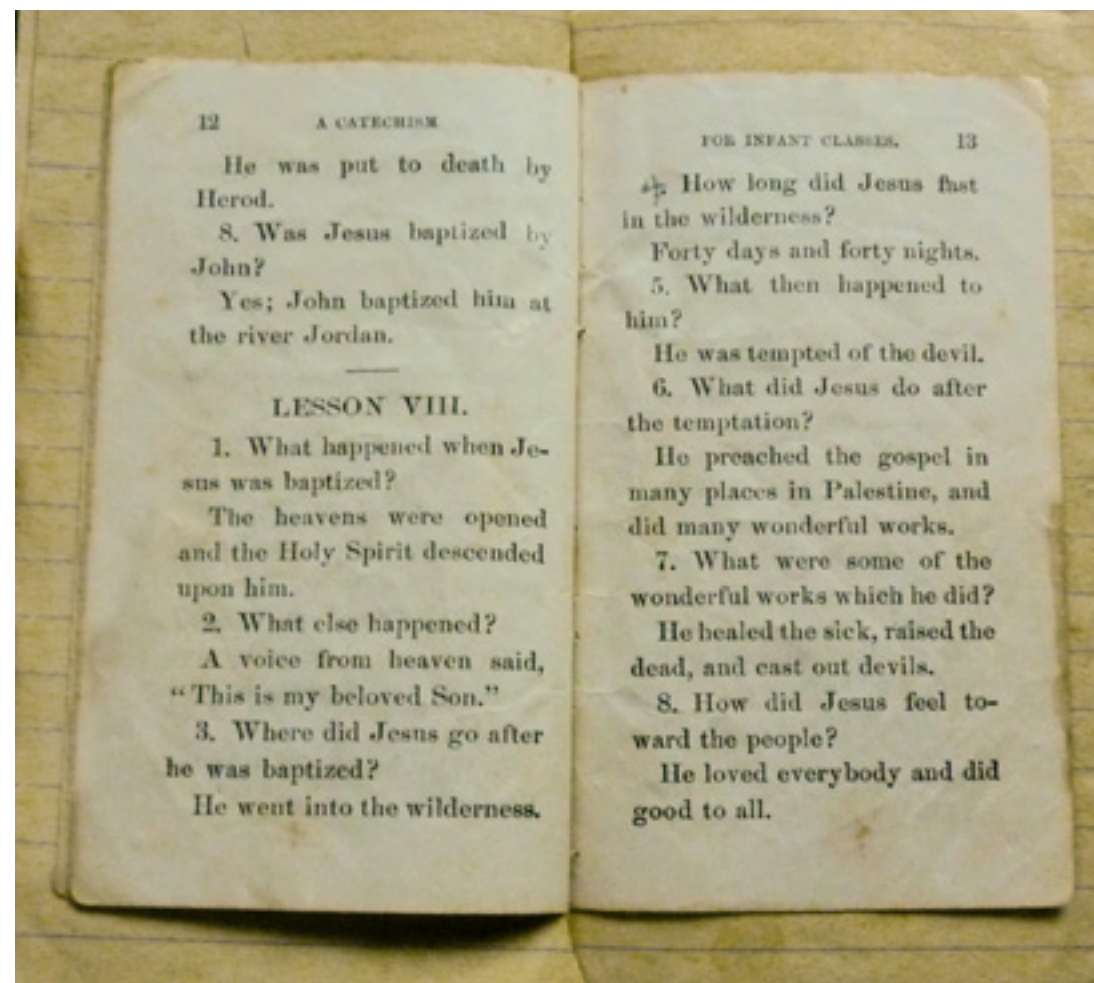 12 A CATECHISM
He was put to death by
Herod.
8. Was Jesus baptized by
John?
Yes; John baptized him at
the river Jordan.
LESSON VIII.
1. What happened when Je-
sus was baptized?
The heavens were opened
and the Holy Spirit descended
upon him.
2. What else happened?
A voice from heaven said,
“This is my beloved Son.”
3. Where did Jesus go after
he was baptized?
He went into the wilderness.
FOR INFANT CLASSES. 13
How long did Jesus fast
in the wilderness?
Forty days and forty nights.
5. What then happened to
him?
He was tempted of the devil.
6. What did Jesus do after
the temptation?
He preached the gospel in
many places in Palestine, and
did many wonderful works.
7. What were some of the
wonderful works which he did?
He healed the sick, raised the
dead, and cast out devils.
8. How did Jesus feel to-
ward the people?
He loved everybody and did
good to all.